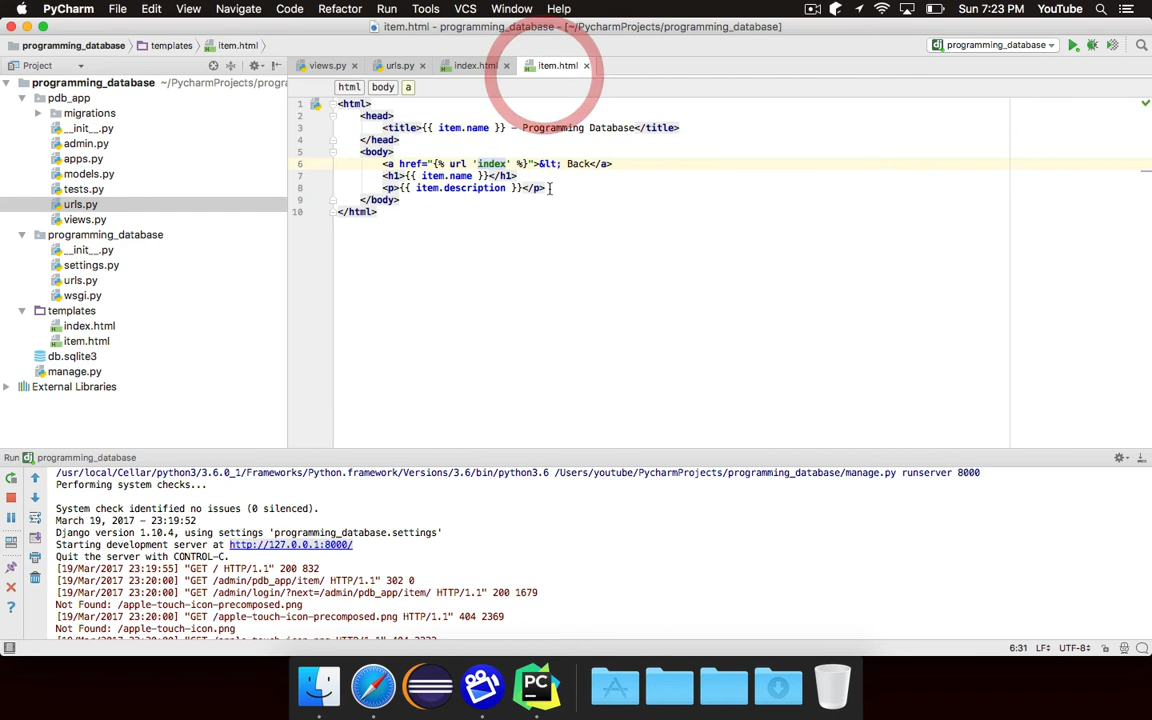 PyCharm File Edit View Navigate Code Refactor Run Tools VCS Window Help Sun 7:23 PM YouTube
item.html - programming_database - [~/PycharmProjects/programming_database]
programming_database templates item.html programming_database
Project views.py urls.py index.html item.html
programming_database ~/PycharmProjects/progra
html body a
pdb_app
migrations
__init__.py
admin.py
apps.py
models.py
tests.py
urls.py
views.py
programming_database
__init__.py
settings.py
urls.py
wsgi.py
templates
index.html
item.html
db.sqlite3
manage.py
External Libraries
1 <html>
2 <head>
3 <title>{{ item.name }} - Programming Database</title>
4 </head>
5 <body>
6 <a href="{% url 'index' %}">&lt; Back</a>
7 <h1>{{ item.name }}</h1>
8 <p>{{ item.description }}</p>
9 </body>
10 </html>
Run programming_database
/usr/local/Cellar/python3/3.6.0_1/Frameworks/Python.framework/Versions/3.6/bin/python3.6 /Users/youtube/PycharmProjects/programming_database/manage.py runserver 8000
Performing system checks...
System check identified no issues (0 silenced).
March 19, 2017 - 23:19:52
Django version 1.10.4, using settings 'programming_database.settings'
Starting development server at http://127.0.0.1:8000/
Quit the server with CONTROL-C.
[19/Mar/2017 23:19:55] "GET / HTTP/1.1" 200 832
[19/Mar/2017 23:20:00] "GET /admin/pdb_app/item/ HTTP/1.1" 302 0
[19/Mar/2017 23:20:00] "GET /admin/login/?next=/admin/pdb_app/item/ HTTP/1.1" 200 1679
Not Found: /apple-touch-icon-precomposed.png
[19/Mar/2017 23:20:00] "GET /apple-touch-icon-precomposed.png HTTP/1.1" 404 2369
Not Found: /apple-touch-icon.png
6:31 LF UTF-8
PC